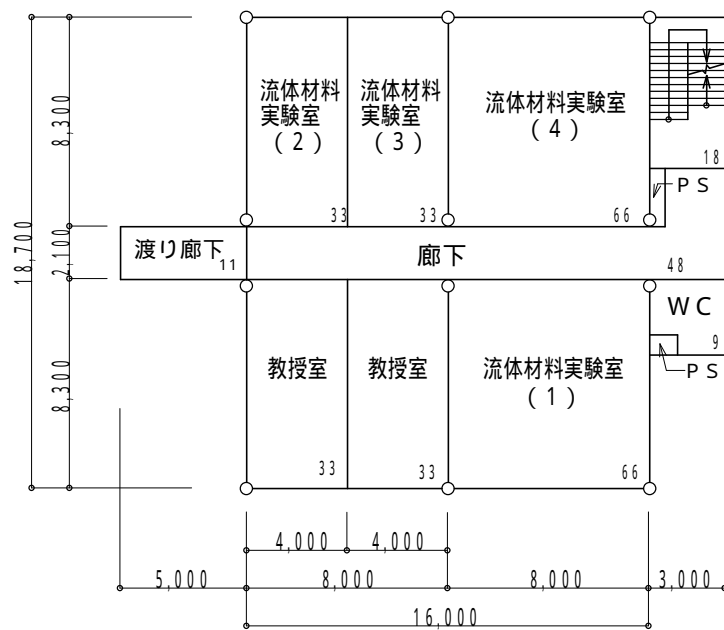 流体材料
実験室
(2)
流体材料
実験室
(3)
流体材料実験室
(4)
18
PS
33
33
66
8,300
2,100
8,300
18,700
渡り廊下
11
廊下
48
WC
9
PS
教授室
教授室
流体材料実験室
(1)
33
33
66
4,000
4,000
5,000
8,000
8,000
3,000
16,000